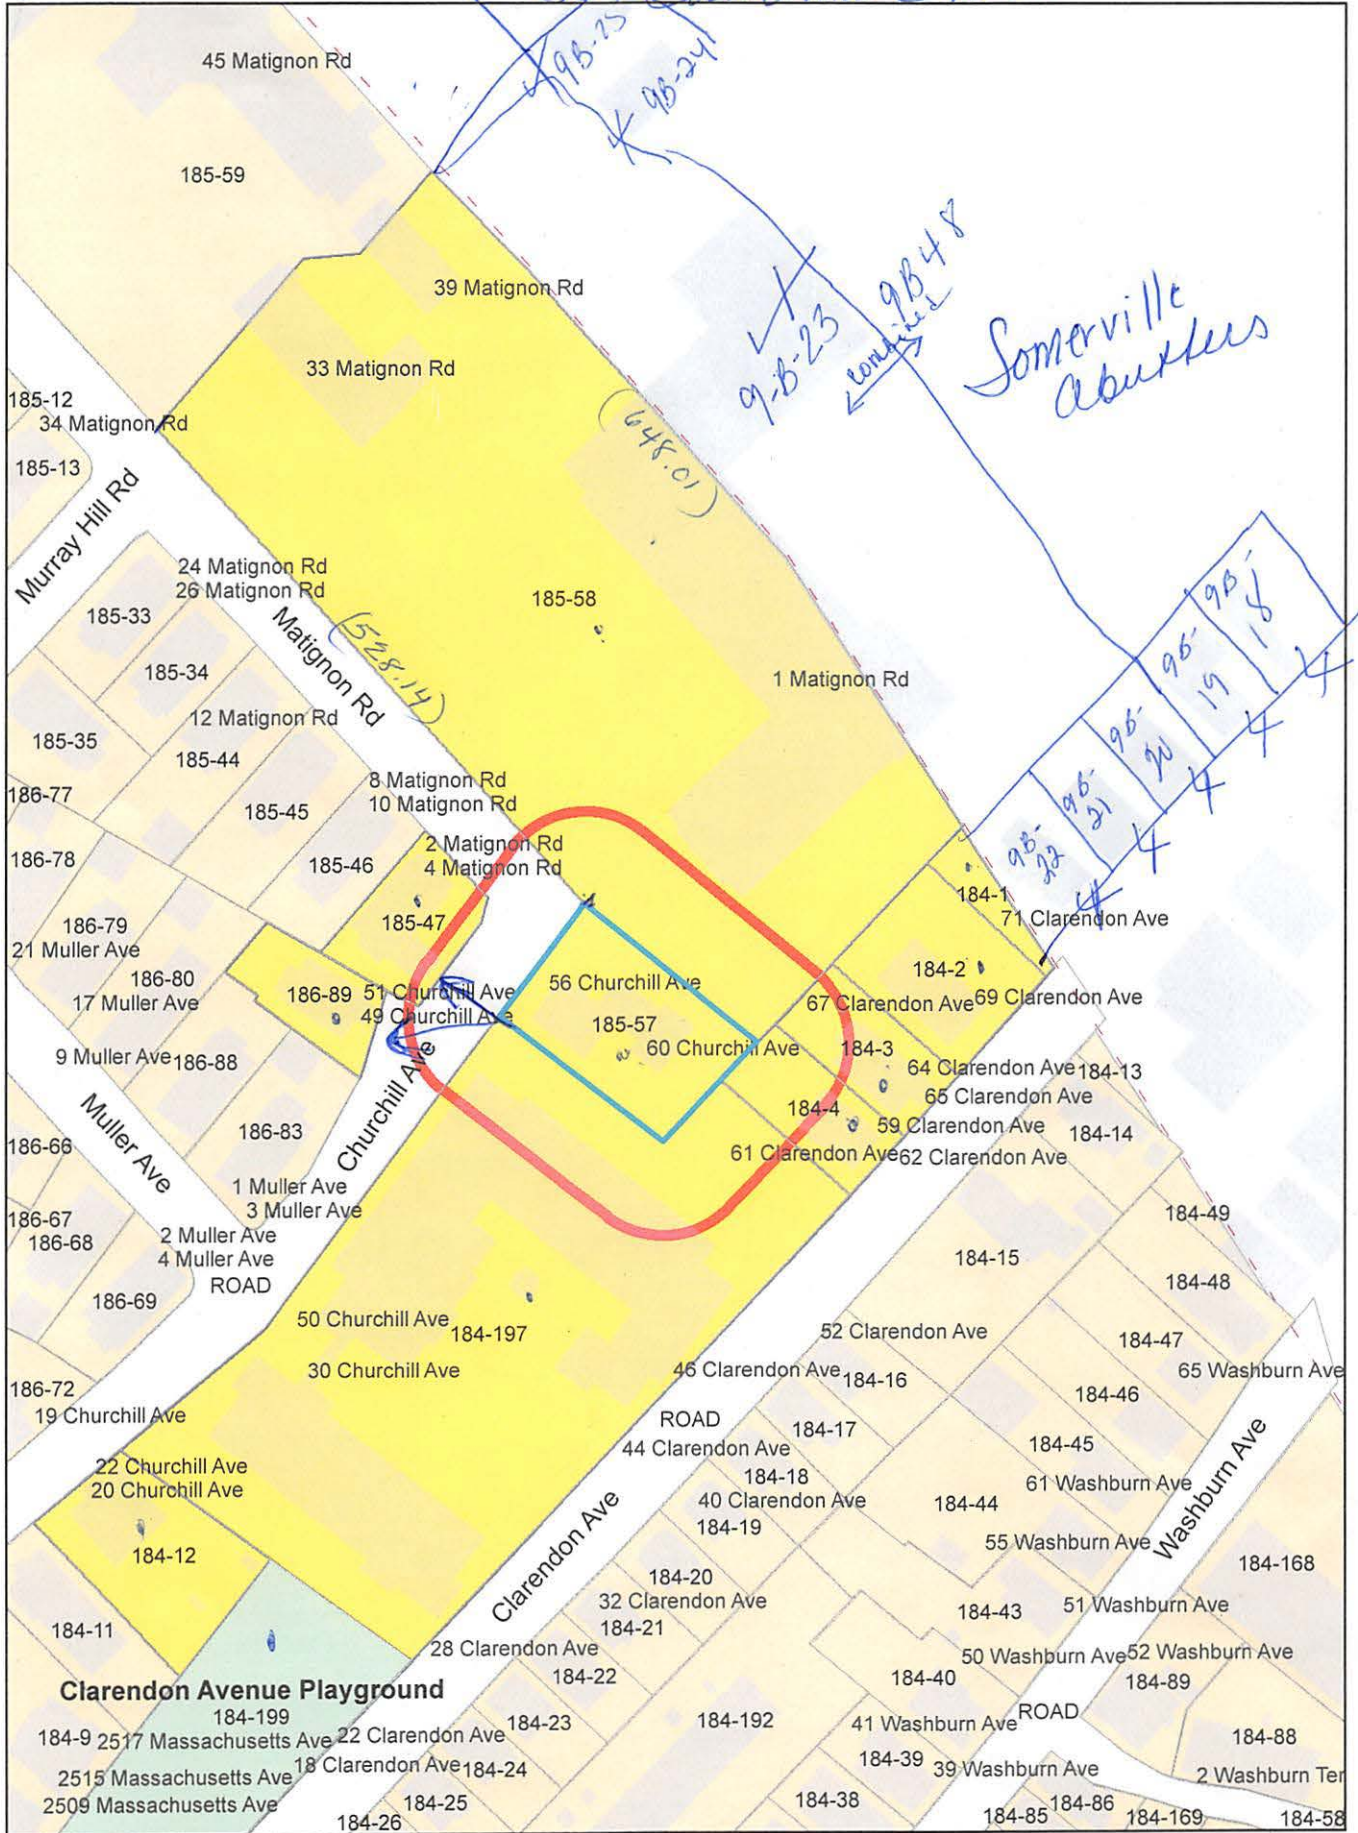 9B-25
9B-24
45 Matignon Rd
185-59
9B48
combined
9-B-23
Somerville
abutters
39 Matignon Rd
33 Matignon Rd
(648.01)
185-12
34 Matignon Rd
185-13
Murray Hill Rd
24 Matignon Rd
26 Matignon Rd
185-33
Matignon Rd
(528.14)
185-58
9B-18
9B-19
9B-20
9B-21
9B-22
185-34
1 Matignon Rd
12 Matignon Rd
185-35
185-44
8 Matignon Rd
10 Matignon Rd
186-77
185-45
2 Matignon Rd
4 Matignon Rd
186-78
185-46
184-1
71 Clarendon Ave
186-79
185-47
21 Muller Ave
186-80
184-2
56 Churchill Ave
17 Muller Ave
186-89
51 Churchill Ave
49 Churchill Ave
67 Clarendon Ave
69 Clarendon Ave
185-57
60 Churchill Ave
184-3
9 Muller Ave
186-88
64 Clarendon Ave
184-13
65 Clarendon Ave
Muller Ave
Churchill Ave
184-4
59 Clarendon Ave
186-83
184-14
186-66
61 Clarendon Ave
62 Clarendon Ave
1 Muller Ave
3 Muller Ave
186-67
184-49
2 Muller Ave
186-68
4 Muller Ave
184-15
ROAD
184-48
186-69
50 Churchill Ave
184-197
52 Clarendon Ave
184-47
30 Churchill Ave
46 Clarendon Ave
184-16
65 Washburn Ave
186-72
184-46
19 Churchill Ave
ROAD
184-17
44 Clarendon Ave
184-45
22 Churchill Ave
184-18
61 Washburn Ave
20 Churchill Ave
40 Clarendon Ave
184-44
Washburn Ave
184-19
Clarendon Ave
55 Washburn Ave
184-12
184-168
184-20
32 Clarendon Ave
184-43
51 Washburn Ave
184-11
184-21
28 Clarendon Ave
50 Washburn Ave
52 Washburn Ave
184-22
184-40
184-89
Clarendon Avenue Playground
184-199
184-23
184-192
41 Washburn Ave
ROAD
184-9
2517 Massachusetts Ave
22 Clarendon Ave
184-88
184-39
2515 Massachusetts Ave
18 Clarendon Ave
184-24
39 Washburn Ave
2 Washburn Ter
2509 Massachusetts Ave
184-25
184-38
184-86
184-26
184-85
184-169
184-58